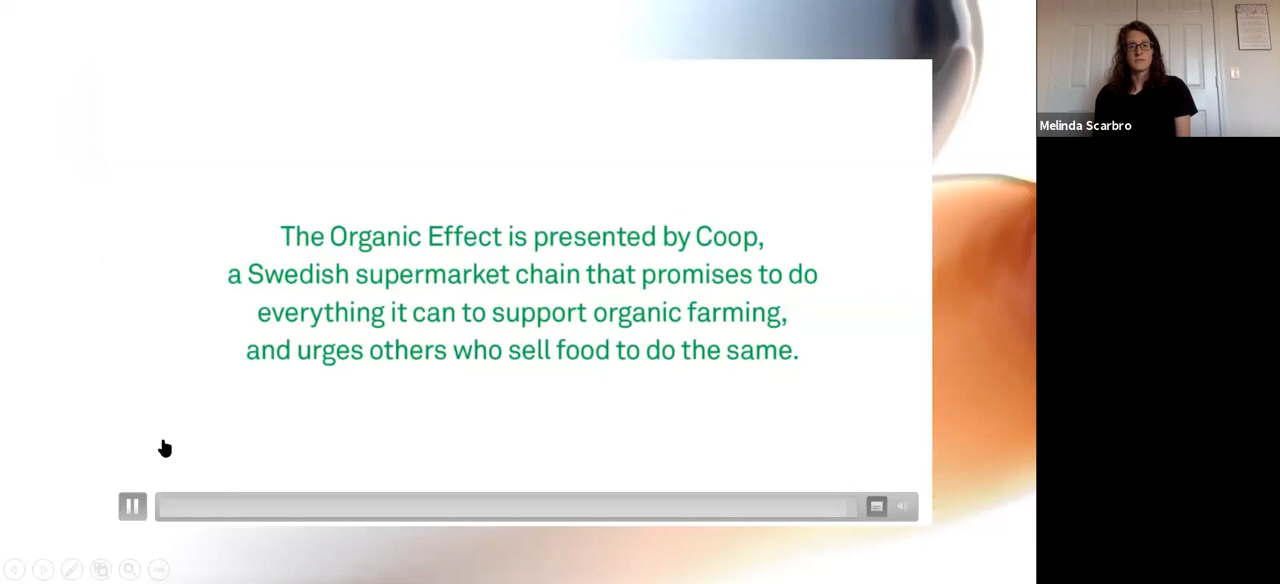 The Organic Effect is presented by Coop,
a Swedish supermarket chain that promises to do
everything it can to support organic farming,
and urges others who sell food to do the same.
Melinda Scarbro